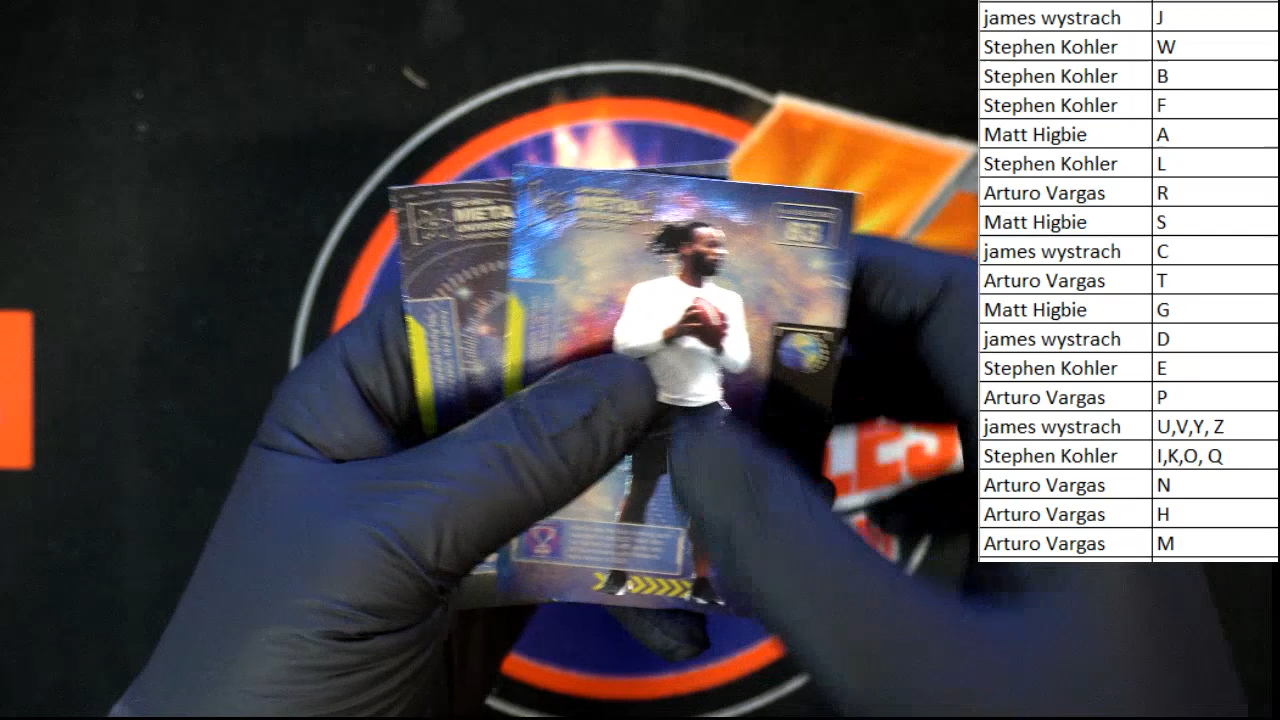 james wystrach J
Stephen Kohler W
Stephen Kohler B
Stephen Kohler F
Matt Higbie A
Stephen Kohler L
Arturo Vargas R
Matt Higbie S
james wystrach C
Arturo Vargas T
Matt Higbie G
james wystrach D
Stephen Kohler E
Arturo Vargas P
james wystrach U,V,Y, Z
Stephen Kohler I,K,O, Q
Arturo Vargas N
Arturo Vargas H
Arturo Vargas M
META
METAL